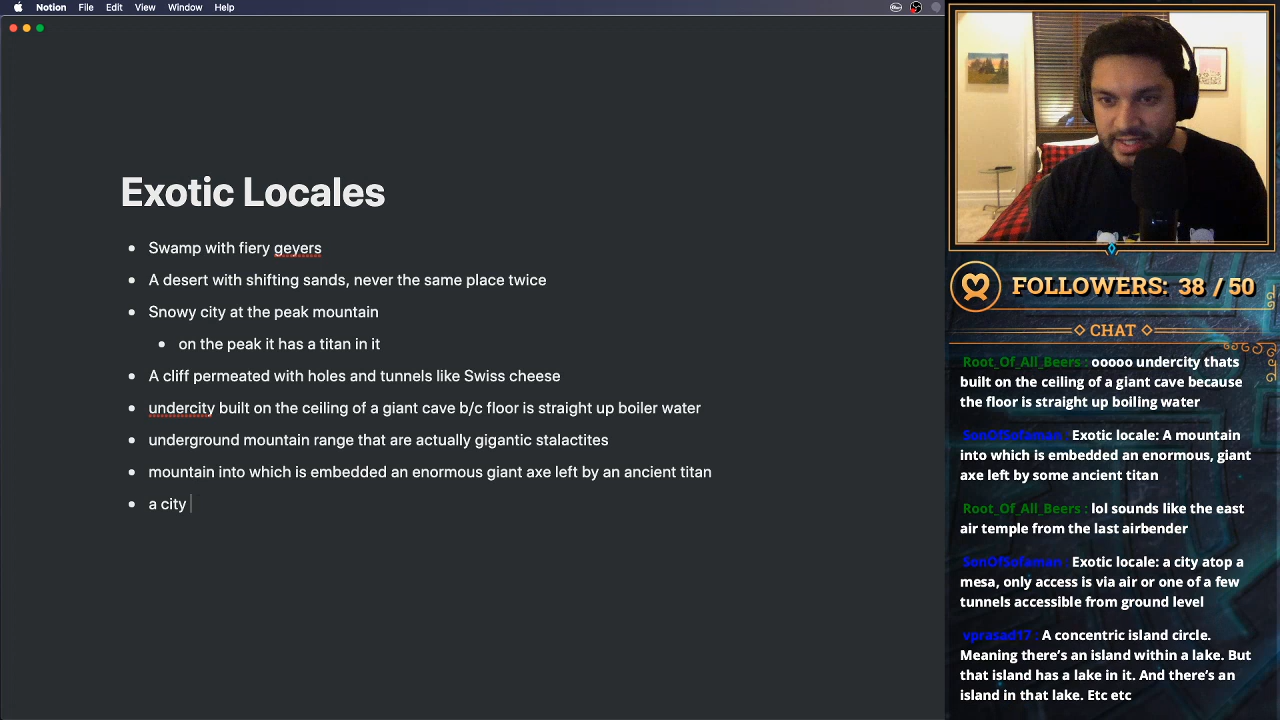 Notion File Edit View Window Help
Exotic Locales
Swamp with fiery geyers
A desert with shifting sands, never the same place twice
Snowy city at the peak mountain
on the peak it has a titan in it
A cliff permeated with holes and tunnels like Swiss cheese
undercity built on the ceiling of a giant cave b/c floor is straight up boiler water
underground mountain range that are actually gigantic stalactites
mountain into which is embedded an enormous giant axe left by an ancient titan
a city
FOLLOWERS: 38 / 50
CHAT
Root_Of_All_Beers : ooooo undercity thats
built on the ceiling of a giant cave because
the floor is straight up boiling water
SonOfSofaman : Exotic locale: A mountain
into which is embedded an enormous, giant
axe left by some ancient titan
Root_Of_All_Beers : lol sounds like the east
air temple from the last airbender
SonOfSofaman : Exotic locale: a city atop a
mesa, only access is via air or one of a few
tunnels accessible from ground level
vprasad17 : A concentric island circle.
Meaning there's an island within a lake. But
that island has a lake in it. And there's an
island in that lake. Etc etc